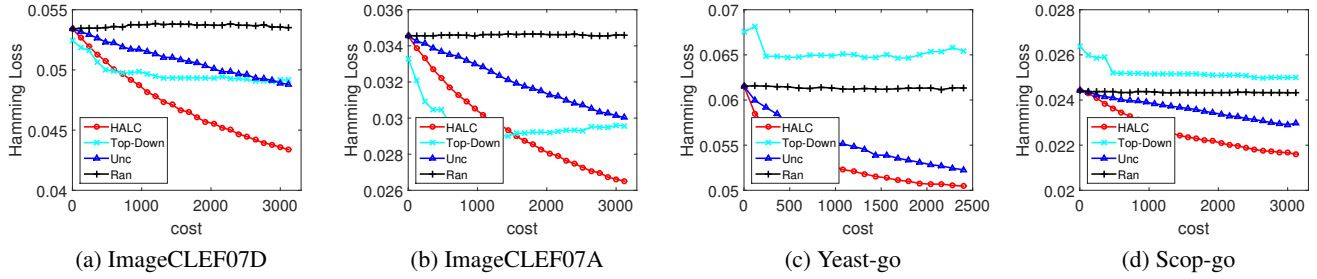 0.055
0.05
0.045
0.04
Hamming Loss
HALC
Top-Down
Unc
Ran
0 1000 2000 3000
cost
(a) ImageCLEF07D
0.036
0.034
0.032
0.03
0.028
0.026
Hamming Loss
HALC
Top-Down
Unc
Ran
0 1000 2000 3000
cost
(b) ImageCLEF07A
0.07
0.065
0.06
0.055
0.05
Hamming Loss
HALC
Top-Down
Unc
Ran
0 500 1000 1500 2000 2500
cost
(c) Yeast-go
0.028
0.026
0.024
0.022
0.02
Hamming Loss
HALC
Top-Down
Unc
Ran
0 1000 2000 3000
cost
(d) Scop-go